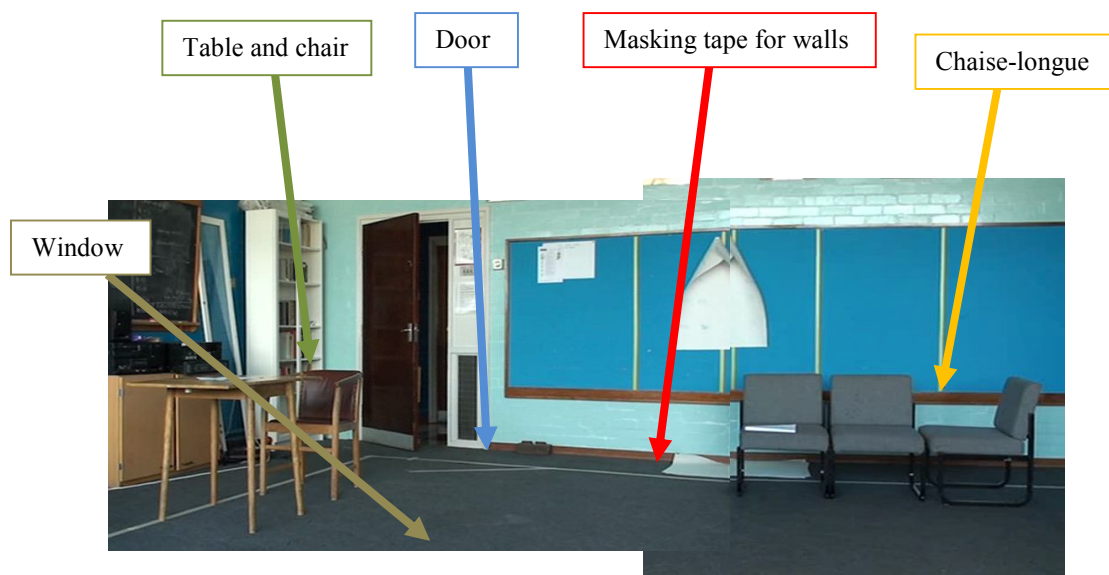 Table and chair
Door
Masking tape for walls
Chaise-longue
Window